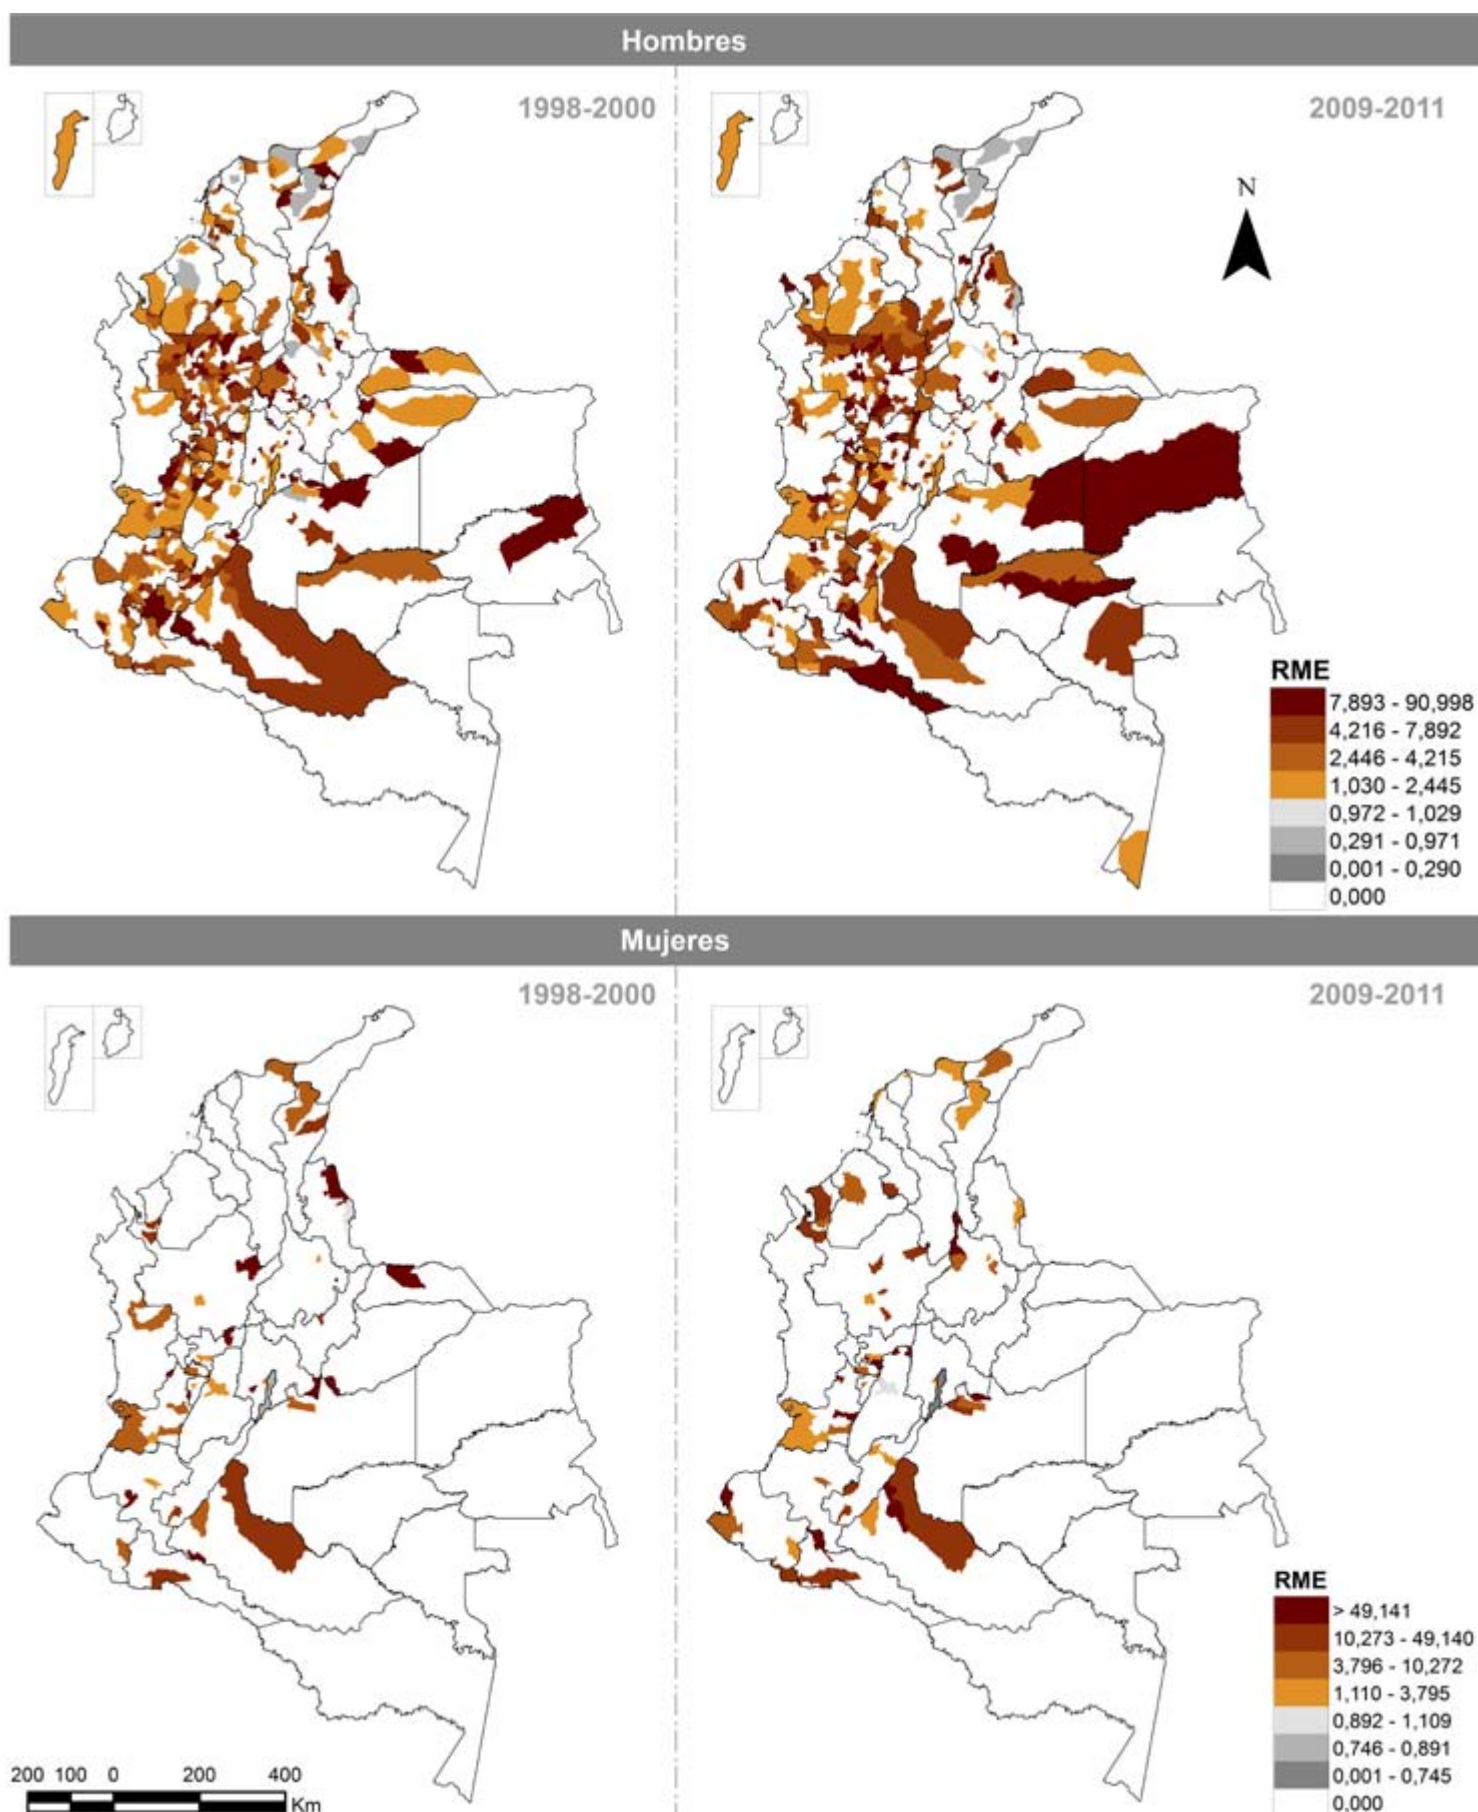 Hombres
1998-2000
2009-2011
N
RME
7,893 - 90,998
4,216 - 7,892
2,446 - 4,215
1,030 - 2,445
0,972 - 1,029
0,291 - 0,971
0,001 - 0,290
0,000
Mujeres
1998-2000
2009-2011
RME
> 49,141
10,273 - 49,140
3,796 - 10,272
1,110 - 3,795
0,892 - 1,109
0,746 - 0,891
0,001 - 0,745
0,000
200 100 0 200 400
Km